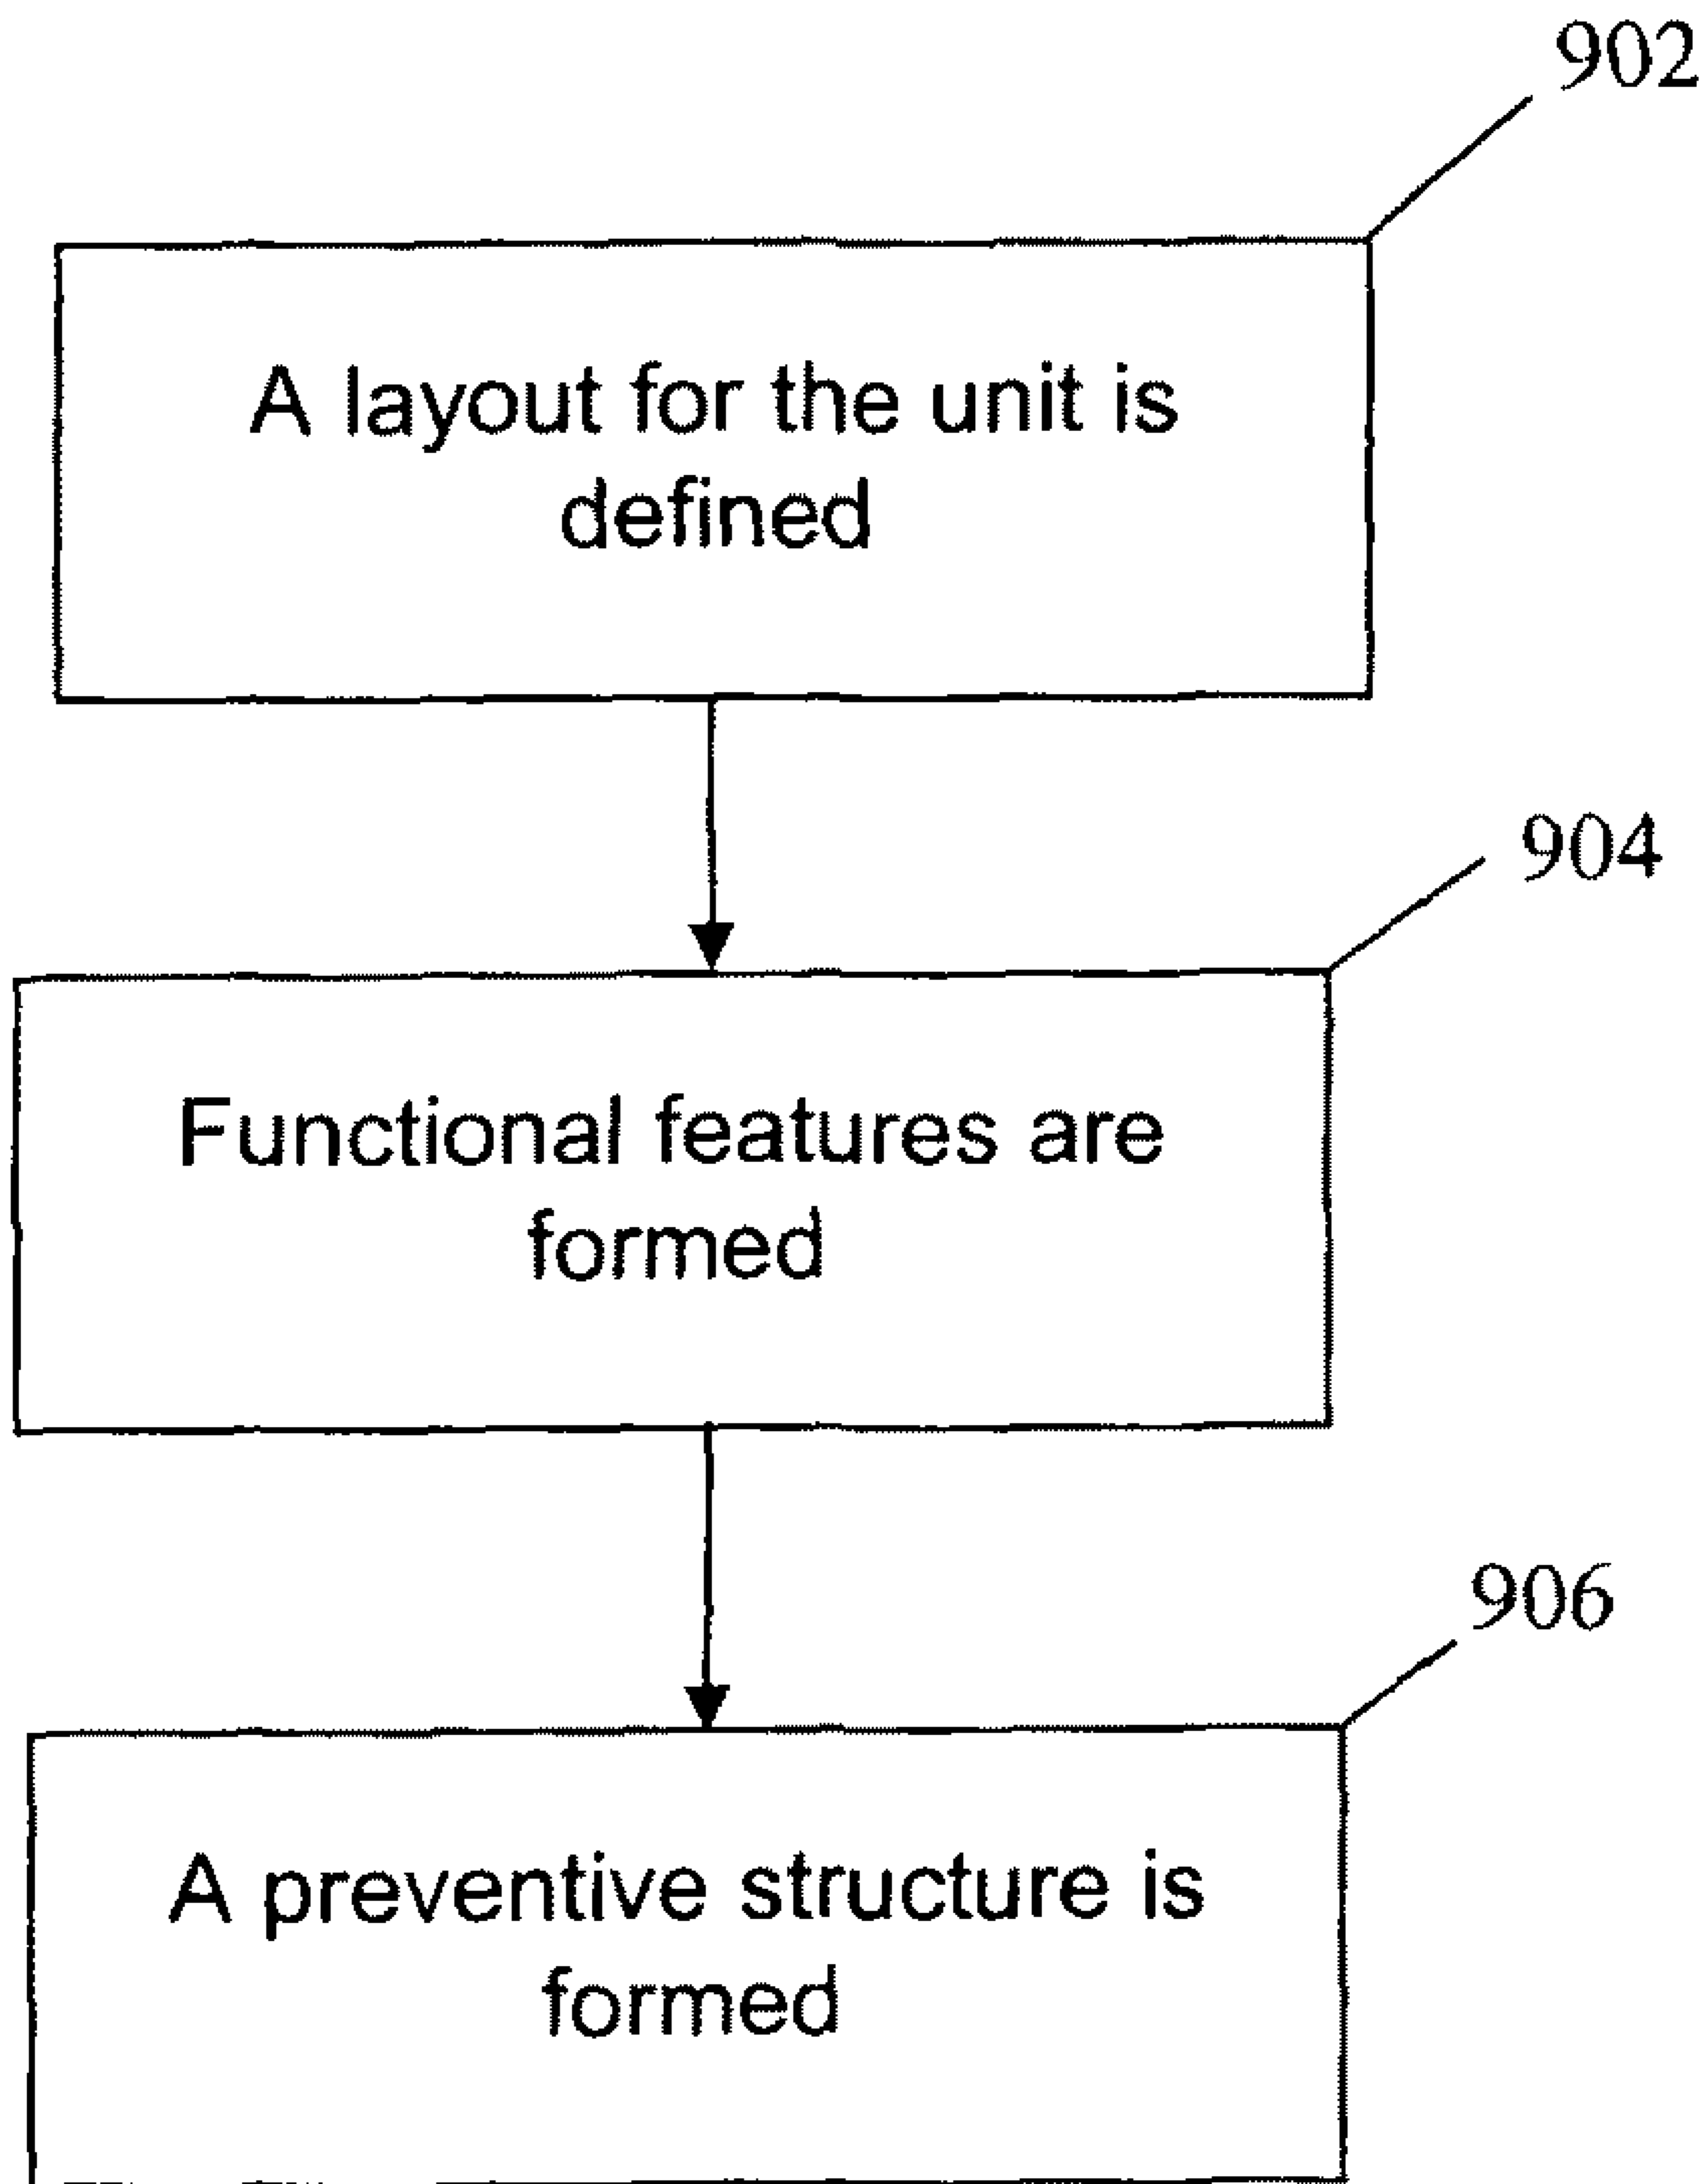 902
A layout for the unit is
defined
904
Functional features are
formed
906
A preventive structure is
formed